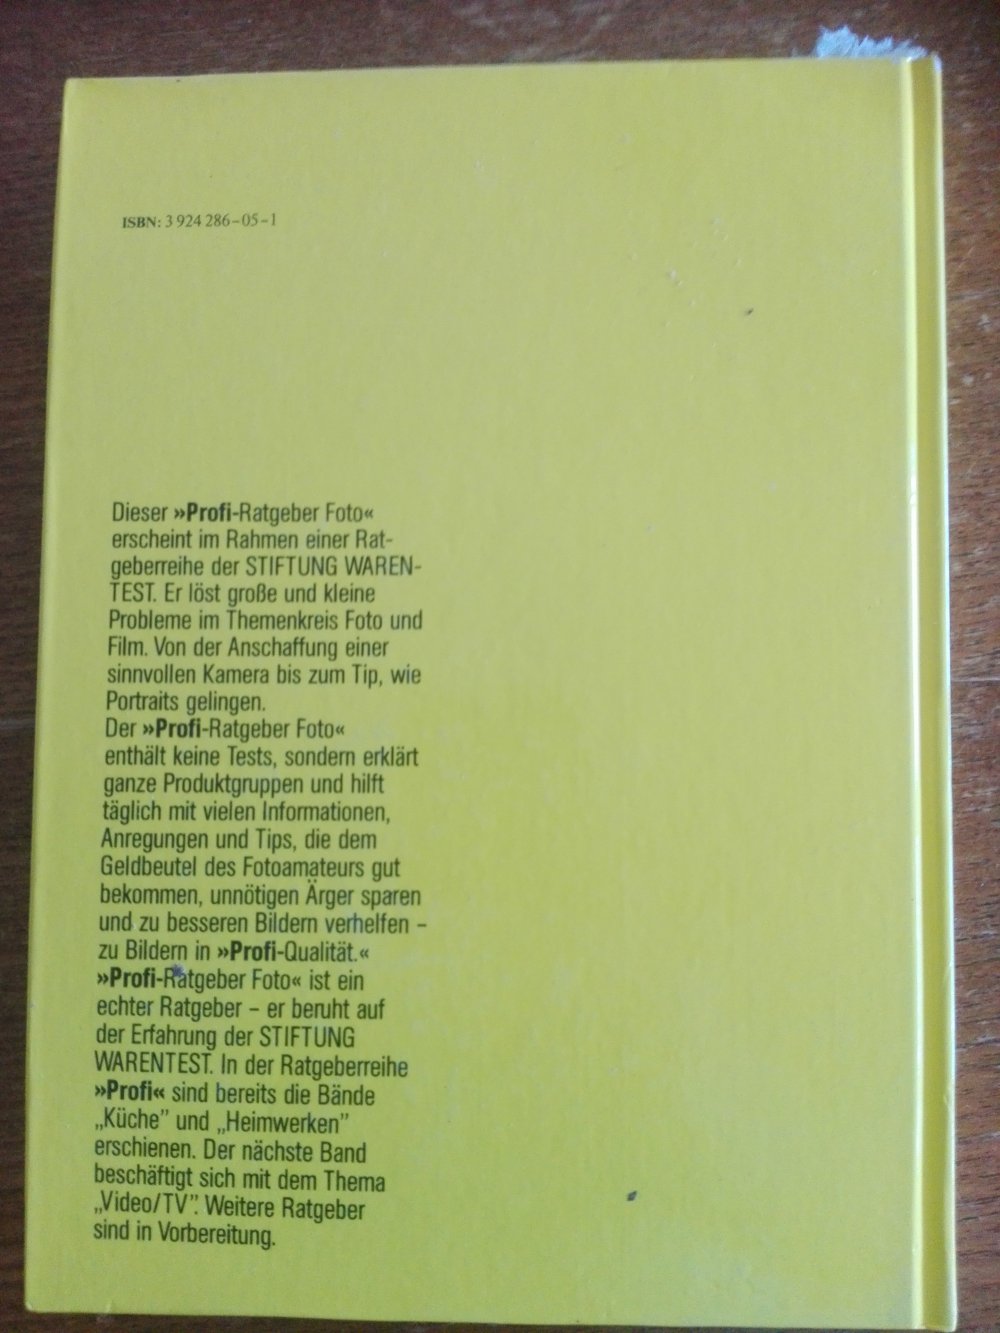 ISBN: 3 924 286-05-1
Dieser »Profi-Ratgeber Foto«
erscheint im Rahmen einer Rat-
geberreihe der STIFTUNG WAREN-
TEST. Er löst große und kleine
Probleme im Themenkreis Foto und
Film. Von der Anschaffung einer
sinnvollen Kamera bis zum Tip, wie
Portraits gelingen.
Der »Profi-Ratgeber Foto«
enthält keine Tests, sondern erklärt
ganze Produktgruppen und hilft
täglich mit vielen Informationen,
Anregungen und Tips, die dem
Geldbeutel des Fotoamateurs gut
bekommen, unnötigen Ärger sparen
und zu besseren Bildern verhelfen –
zu Bildern in »Profi-Qualität.«
»Profi-Ratgeber Foto« ist ein
echter Ratgeber – er beruht auf
der Erfahrung der STIFTUNG
WARENTEST. In der Ratgeberreihe
»Profi« sind bereits die Bände
„Küche” und „Heimwerken”
erschienen. Der nächste Band
beschäftigt sich mit dem Thema
„Video/TV”. Weitere Ratgeber
sind in Vorbereitung.